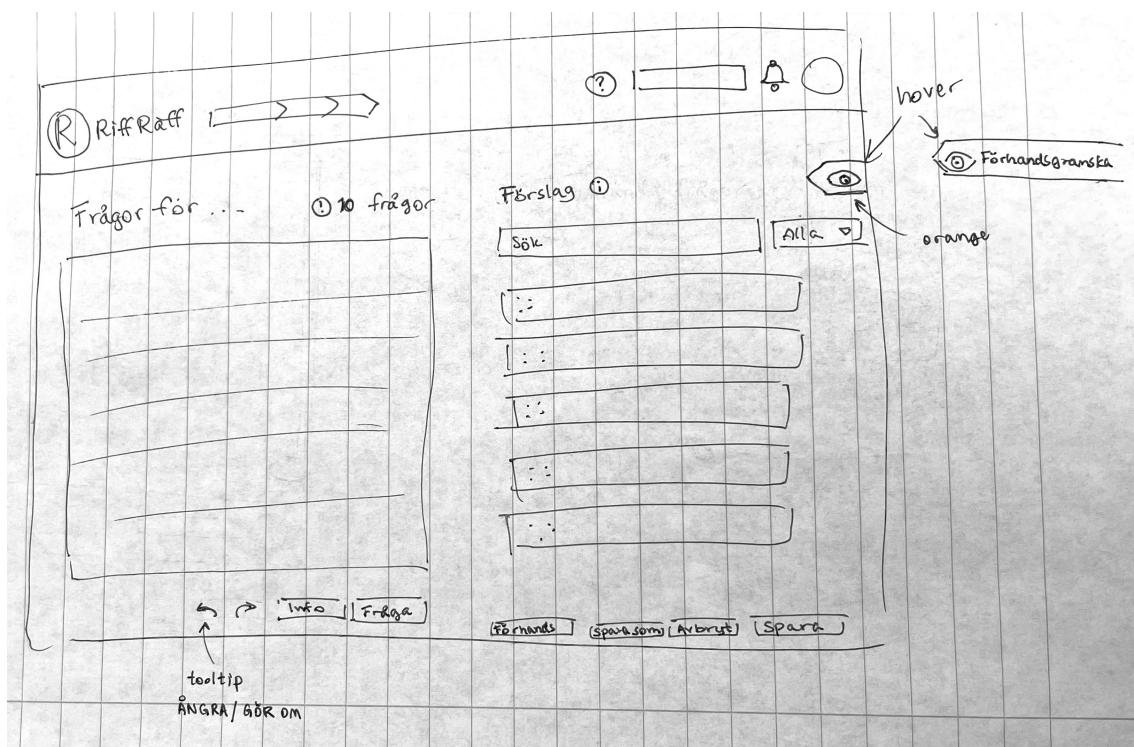 ?
hover
R RiffRaff
Förhandsgranska
Frågor för ...
! 10 frågor
Förslag i
orange
Sök
Alla
Info
Fråga
Förhands
spara som
Avbryt
Spara
tooltip
ÅNGRA / GÖR OM